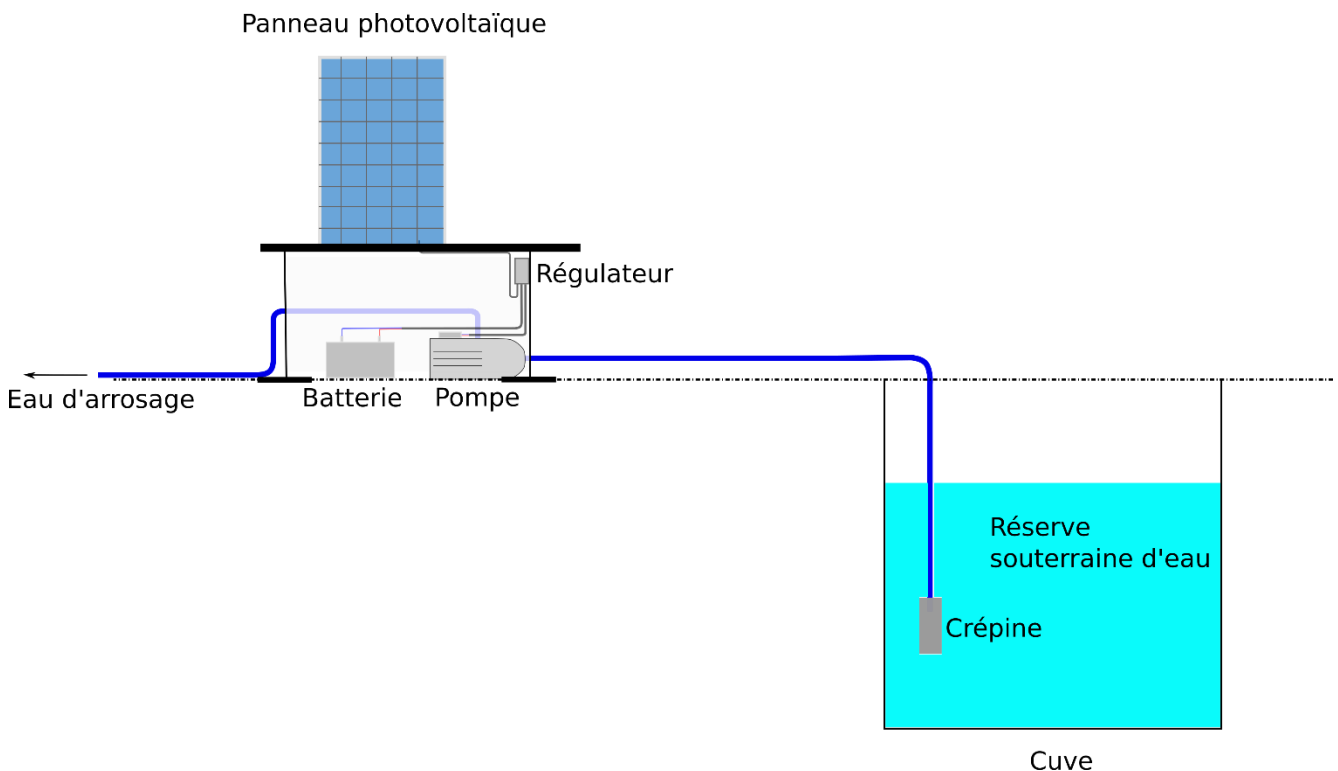 Panneau photovoltaïque
Régulateur
Eau d'arrosage
Batterie
Pompe
Réserve
souterraine d'eau
Crépine
Cuve